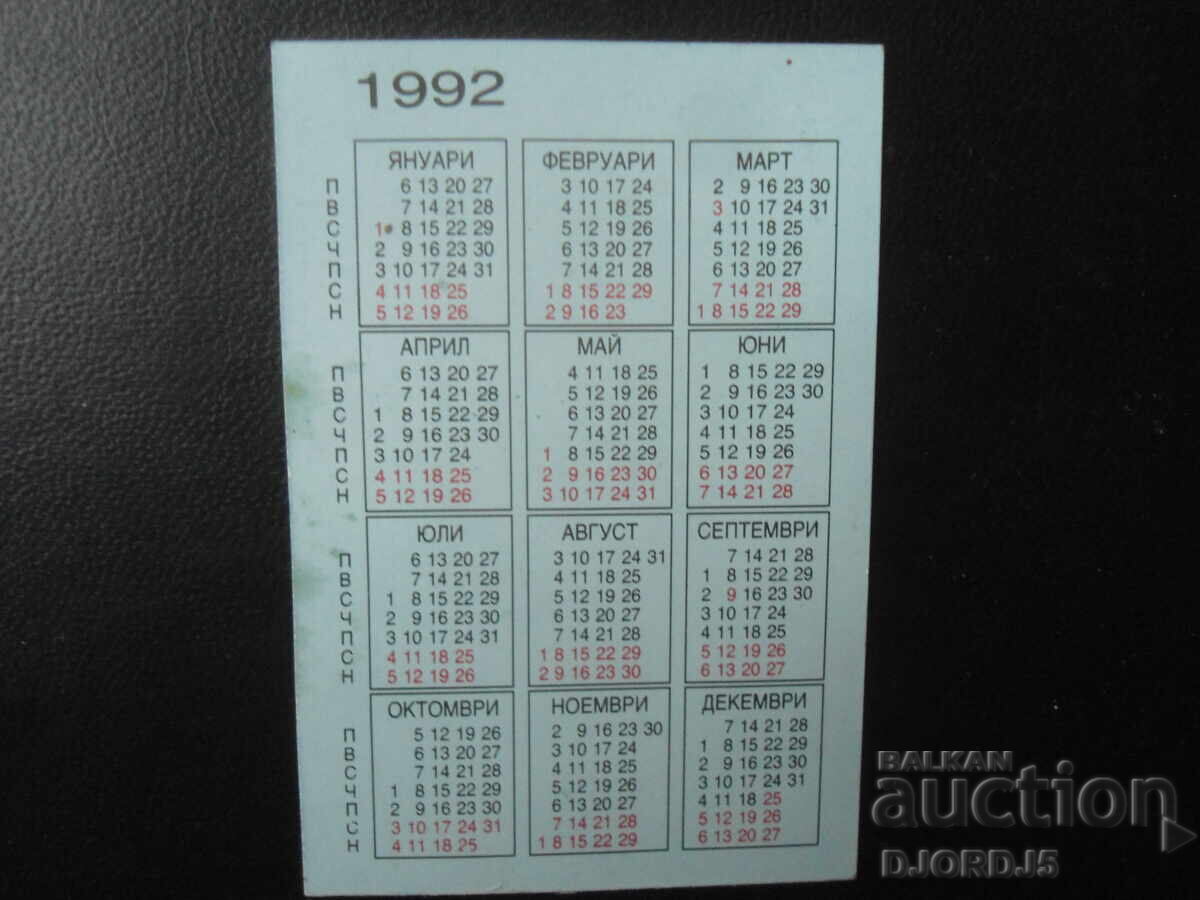 1992
ЯНУАРИ ФЕВРУАРИ МАРТ
П 6 13 20 27 3 10 17 24 2 9 16 23 30
В 7 14 21 28 4 11 18 25 3 10 17 24 31
С 1 8 15 22 29 5 12 19 26 4 11 18 25
Ч 2 9 16 23 30 6 13 20 27 5 12 19 26
П 3 10 17 24 31 7 14 21 28 6 13 20 27
С 4 11 18 25 1 8 15 22 29 7 14 21 28
Н 5 12 19 26 2 9 16 23 1 8 15 22 29
АПРИЛ МАЙ ЮНИ
П 6 13 20 27 4 11 18 25 1 8 15 22 29
В 7 14 21 28 5 12 19 26 2 9 16 23 30
С 1 8 15 22 29 6 13 20 27 3 10 17 24
Ч 2 9 16 23 30 7 14 21 28 4 11 18 25
П 3 10 17 24 1 8 15 22 29 5 12 19 26
С 4 11 18 25 2 9 16 23 30 6 13 20 27
Н 5 12 19 26 3 10 17 24 31 7 14 21 28
ЮЛИ АВГУСТ СЕПТЕМВРИ
П 6 13 20 27 3 10 17 24 31 7 14 21 28
В 7 14 21 28 4 11 18 25 1 8 15 22 29
С 1 8 15 22 29 5 12 19 26 2 9 16 23 30
Ч 2 9 16 23 30 6 13 20 27 3 10 17 24
П 3 10 17 24 31 7 14 21 28 4 11 18 25
С 4 11 18 25 1 8 15 22 29 5 12 19 26
Н 5 12 19 26 2 9 16 23 30 6 13 20 27
ОКТОМВРИ НОЕМВРИ ДЕКЕМВРИ
П 5 12 19 26 2 9 16 23 30 7 14 21 28
В 6 13 20 27 3 10 17 24 1 8 15 22 29
С 7 14 21 28 4 11 18 25 2 9 16 23 30
Ч 1 8 15 22 29 5 12 19 26 3 10 17 24 31
П 2 9 16 23 30 6 13 20 27 4 11 18 25
С 3 10 17 24 31 7 14 21 28 5 12 19 26
Н 4 11 18 25 1 8 15 22 29 6 13 20 27
BALKAN
auction
DJORDJ5